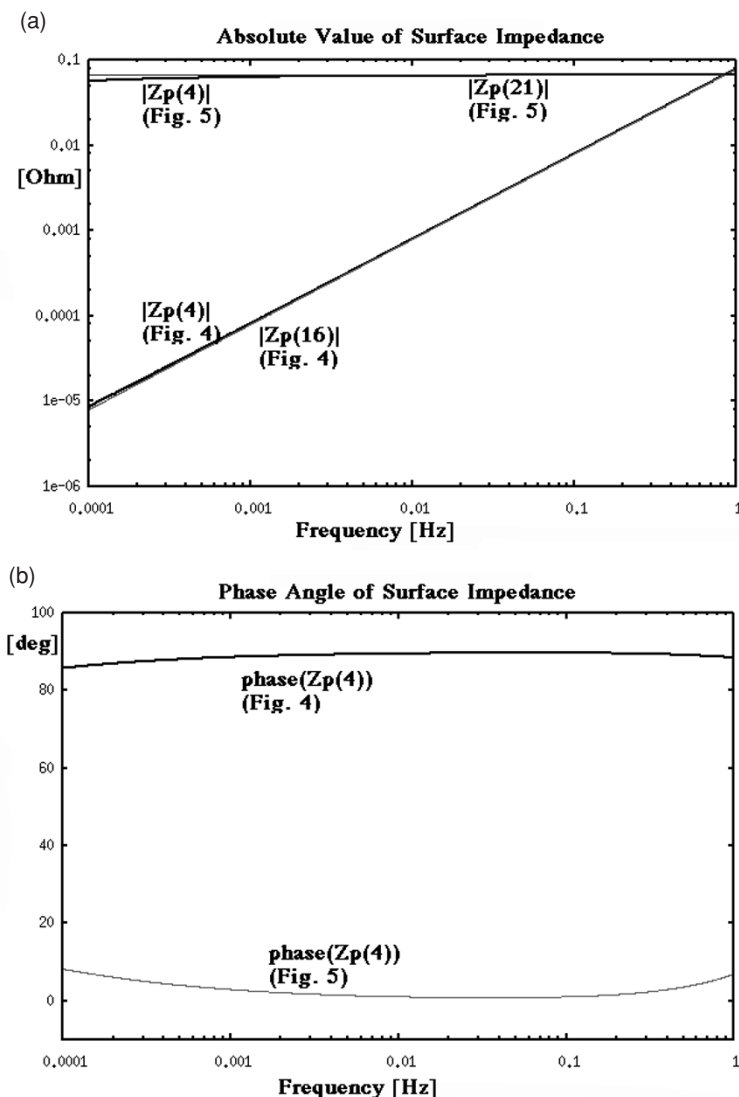 (a)
Absolute Value of Surface Impedance
0.1
0.01
[Ohm]
0.001
0.0001
1e-05
1e-06
|Zp(4)|
(Fig. 5)
|Zp(21)|
(Fig. 5)
|Zp(4)|
(Fig. 4)
|Zp(16)|
(Fig. 4)
0.0001
0.001
0.01
0.1
1
Frequency [Hz]
(b)
Phase Angle of Surface Impedance
100
[deg]
80
60
40
20
0
phase(Zp(4))
(Fig. 4)
phase(Zp(4))
(Fig. 5)
0.0001
0.001
0.01
0.1
1
Frequency [Hz]